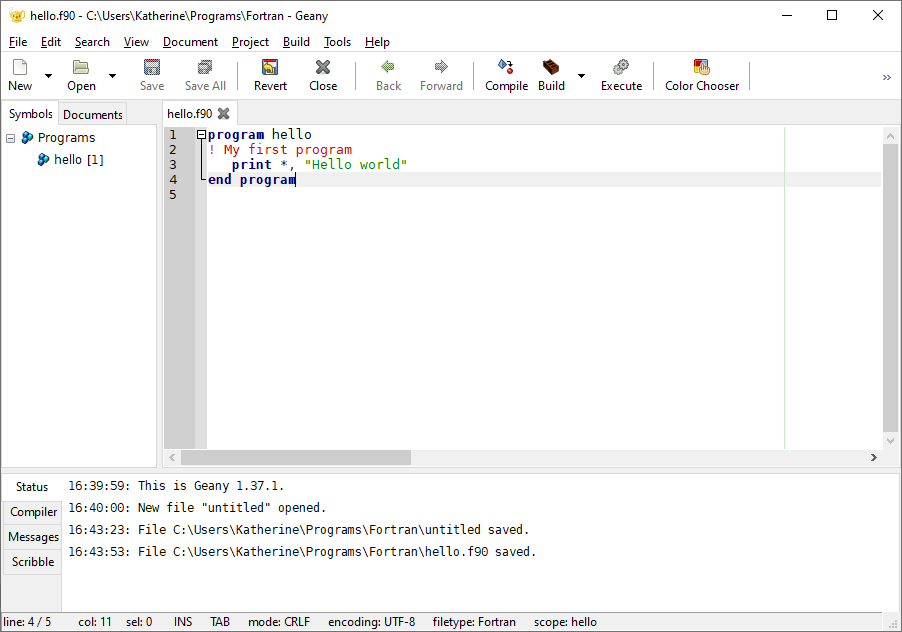 hello.f90 - C:\Users\Katherine\Programs\Fortran - Geany
File Edit Search View Document Project Build Tools Help
New Open Save Save All Revert Close Back Forward Compile Build Execute Color Chooser »
Symbols Documents hello.f90
1 program hello
2 ! My first program
3 print *, "Hello world"
4 end program
5
Programs
hello [1]
Status
Compiler
Messages
Scribble
16:39:59: This is Geany 1.37.1.
16:40:00: New file "untitled" opened.
16:43:23: File C:\Users\Katherine\Programs\Fortran\untitled saved.
16:43:53: File C:\Users\Katherine\Programs\Fortran\hello.f90 saved.
line: 4 / 5 col: 11 sel: 0 INS TAB mode: CRLF encoding: UTF-8 filetype: Fortran scope: hello